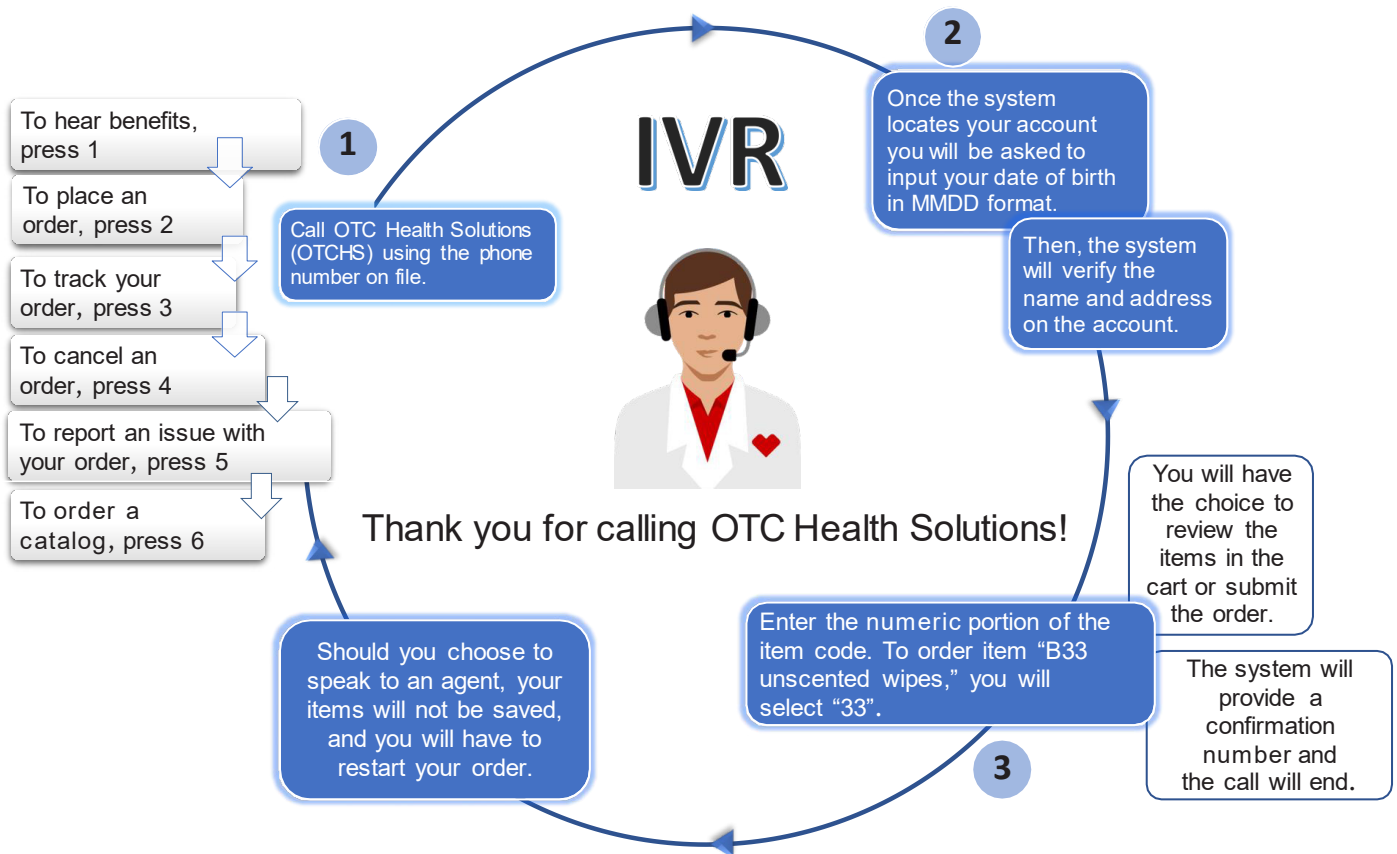 IVR
1
Call OTC Health Solutions
(OTCHS) using the phone
number on file.
To hear benefits,
press 1
To place an
order, press 2
To track your
order, press 3
To cancel an
order, press 4
To report an issue with
your order, press 5
To order a
catalog, press 6
2
Once the system
locates your account
you will be asked to
input your date of birth
in MMDD format.
Then, the system
will verify the
name and address
on the account.
Thank you for calling OTC Health Solutions!
3
Enter the numeric portion of the
item code. To order item “B33
unscented wipes,” you will
select “33”.
You will have
the choice to
review the
items in the
cart or submit
the order.
The system will
provide a
confirmation
number and
the call will end.
Should you choose to
speak to an agent, your
items will not be saved,
and you will have to
restart your order.